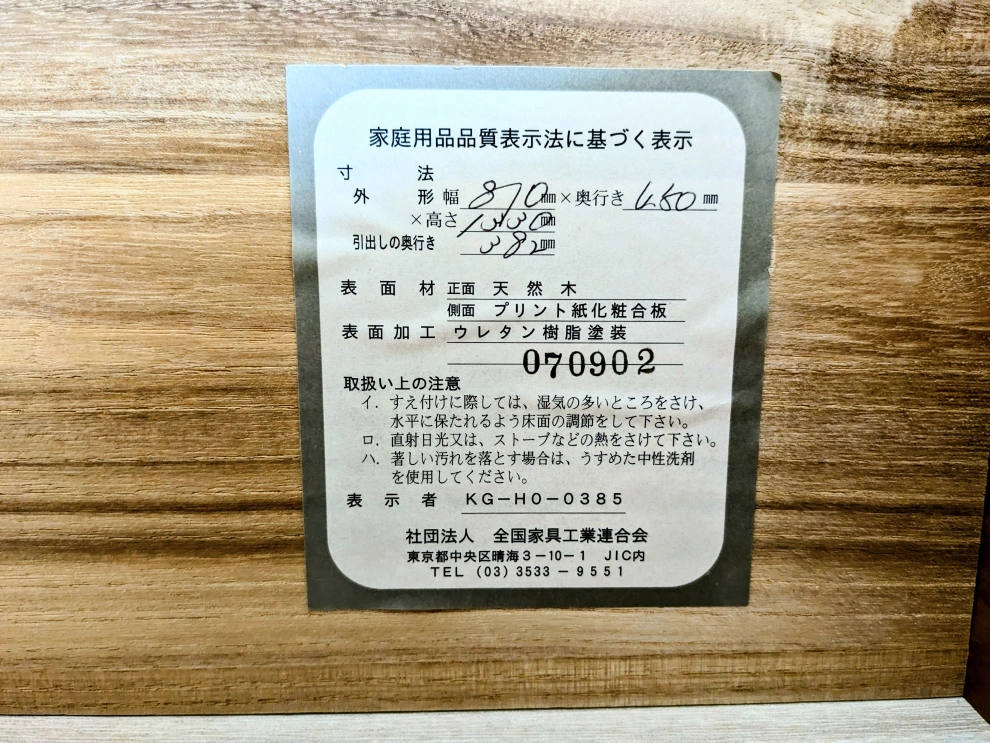 家庭用品品質表示法に基づく表示
寸法
外形 幅 870mm×奥行き 450mm
×高さ 1330mm
引出しの奥行き 382mm
表面材 正面 天然木
側面 プリント紙化粧合板
表面加工 ウレタン樹脂塗装
070902
取扱い上の注意
イ．すえ付けに際しては、湿気の多いところをさけ、
水平に保たれるよう床面の調節をして下さい。
ロ．直射日光又は、ストーブなどの熱をさけて下さい。
ハ．著しい汚れを落とす場合は、うすめた中性洗剤
を使用してください。
表示者 KG-HO-0385
社団法人 全国家具工業連合会
東京都中央区晴海3-10-1 JIC内
TEL (03)3533-9551